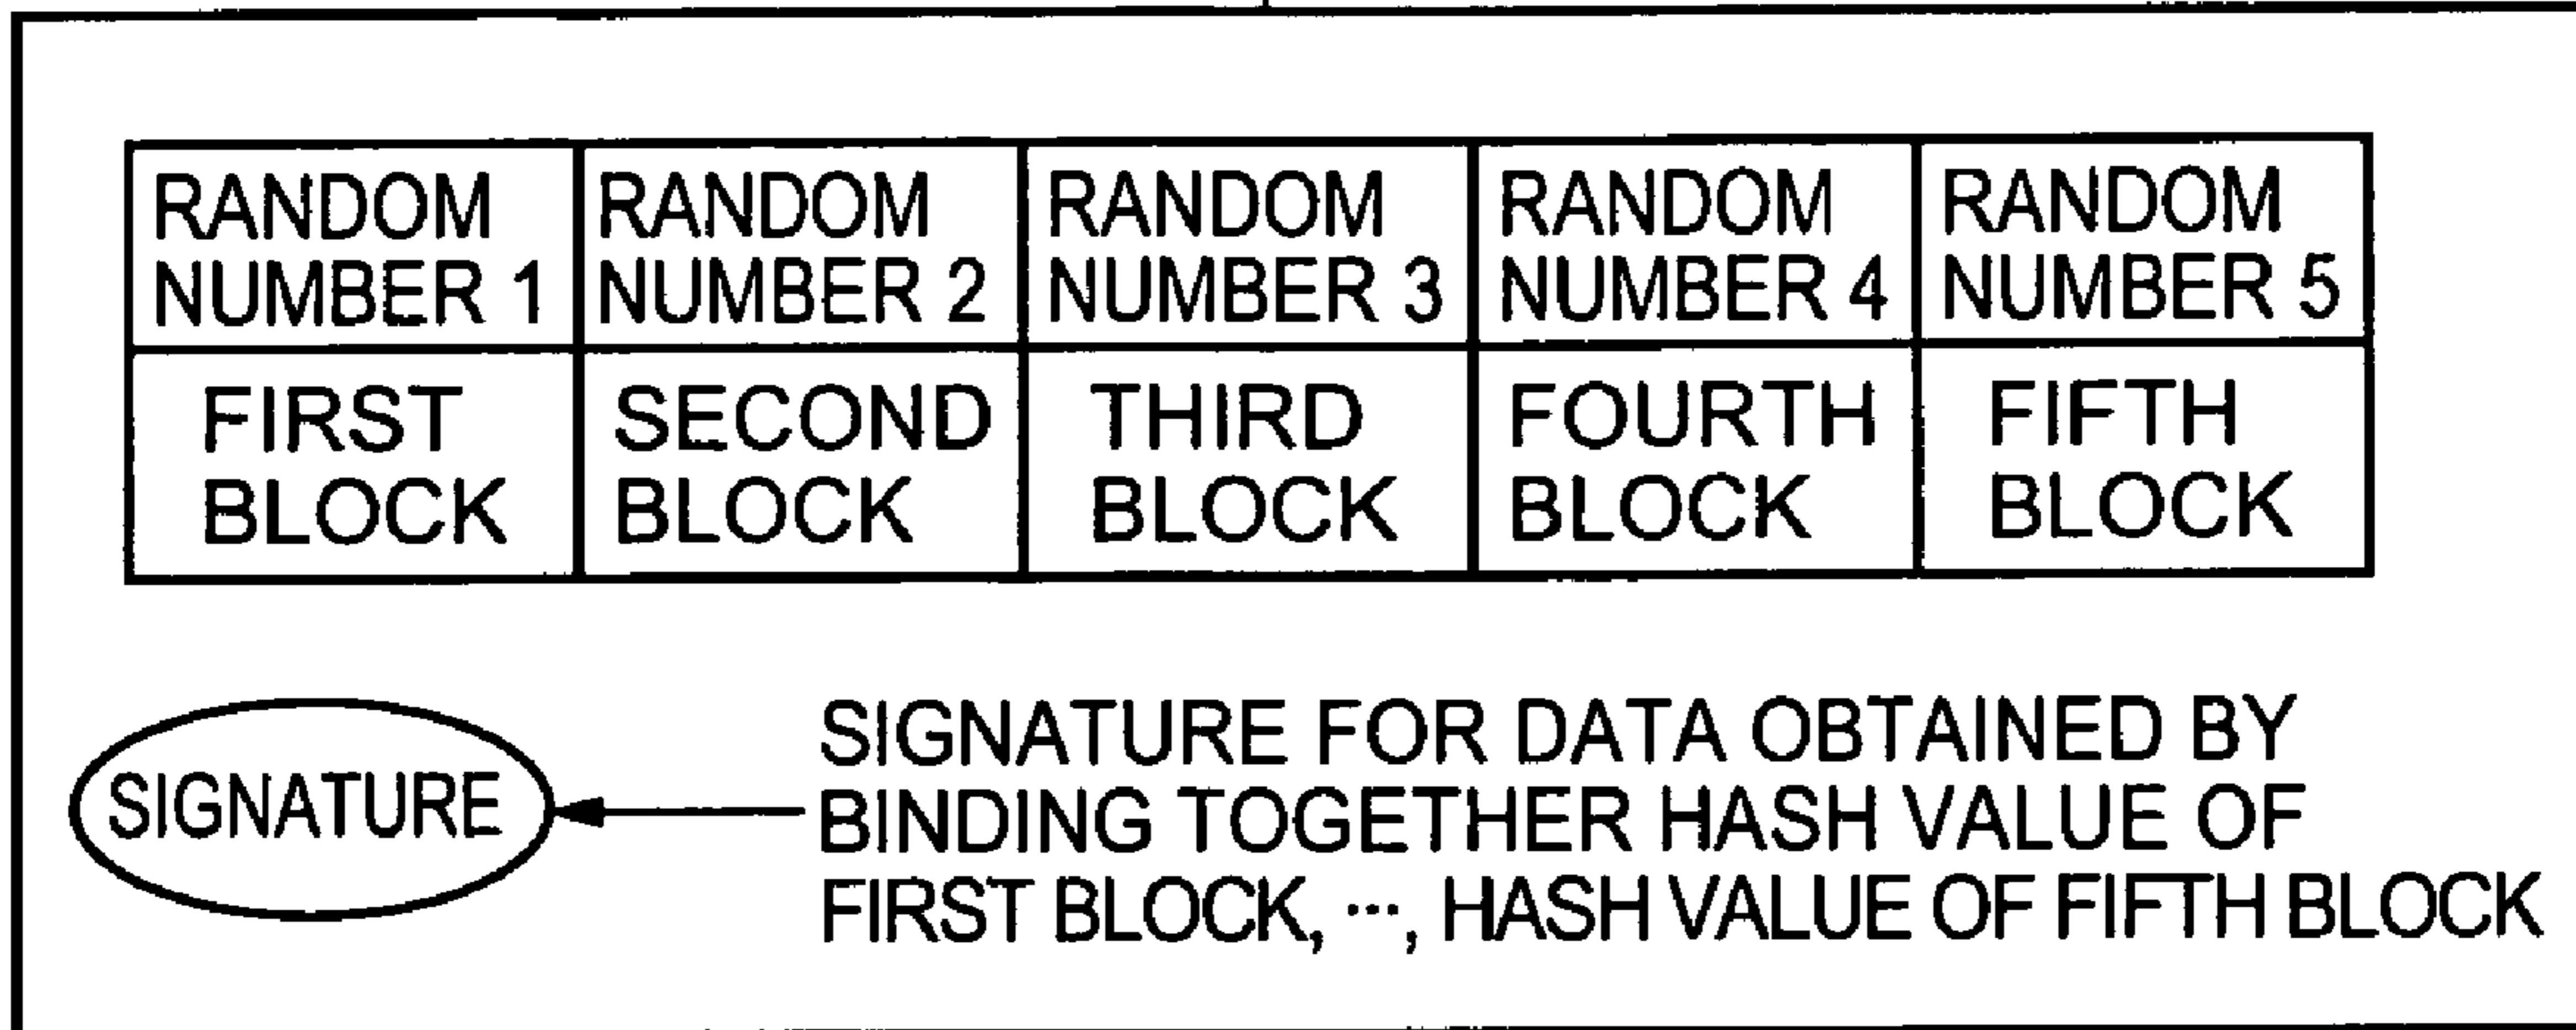 RANDOM NUMBER 1
RANDOM NUMBER 2
RANDOM NUMBER 3
RANDOM NUMBER 4
RANDOM NUMBER 5
FIRST BLOCK
SECOND BLOCK
THIRD BLOCK
FOURTH BLOCK
FIFTH BLOCK
SIGNATURE
SIGNATURE FOR DATA OBTAINED BY
BINDING TOGETHER HASH VALUE OF
FIRST BLOCK, ···, HASH VALUE OF FIFTH BLOCK